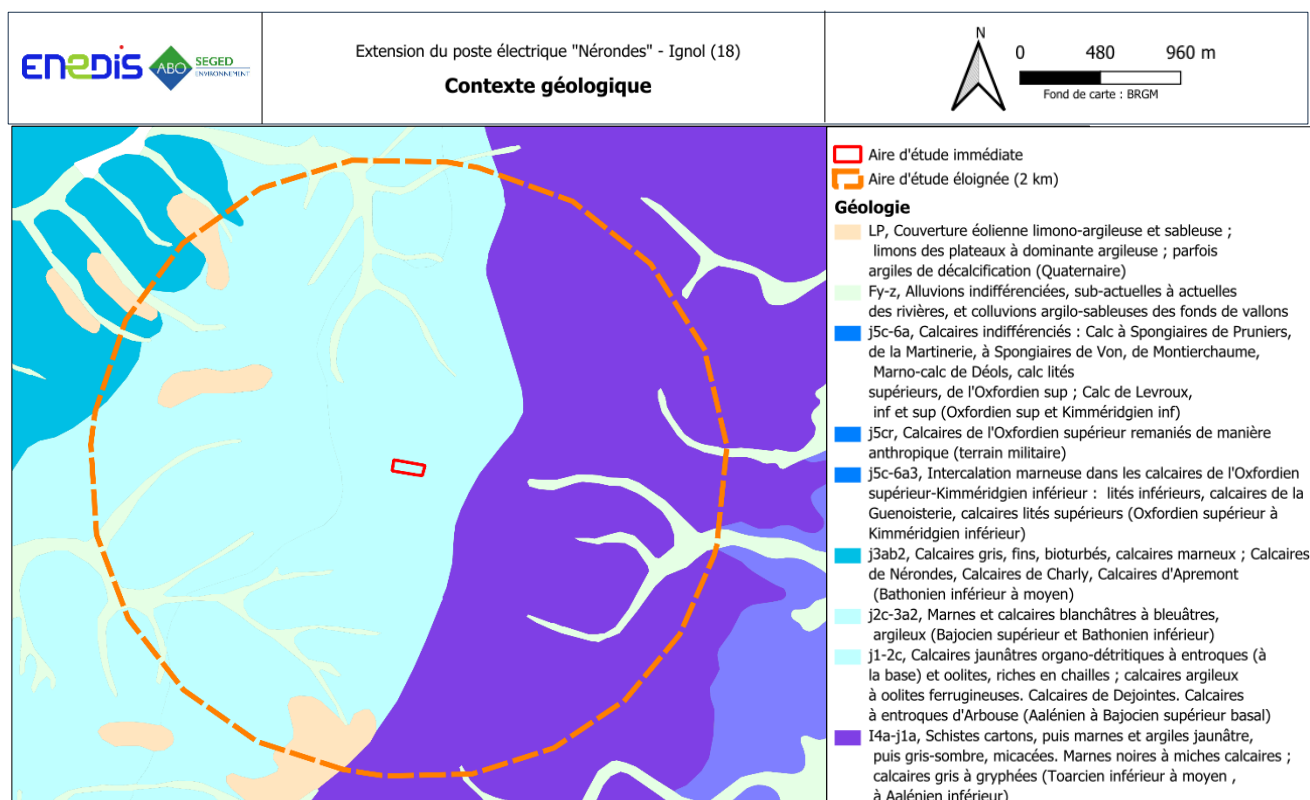 ENEDIS
ABO
SEGED
ENVIRONNEMENT
Extension du poste électrique "Nérondes" - Ignol (18)
Contexte géologique
N
0 480 960 m
Fond de carte : BRGM
Aire d'étude immédiate
Aire d'étude éloignée (2 km)
Géologie
LP, Couverture éolienne limono-argileuse et sableuse ;
limons des plateaux à dominante argileuse ; parfois
argiles de décalcification (Quaternaire)
Fy-z, Alluvions indifférenciées, sub-actuelles à actuelles
des rivières, et colluvions argilo-sableuses des fonds de vallons
j5c-6a, Calcaires indifférenciés : Calc à Spongiaires de Pruniers,
de la Martinerie, à Spongiaires de Von, de Montierchaume,
Marno-calc de Déols, calc lités
supérieurs, de l'Oxfordien sup ; Calc de Levroux,
inf et sup (Oxfordien sup et Kimméridgien inf)
j5cr, Calcaires de l'Oxfordien supérieur remaniés de manière
anthropique (terrain militaire)
j5c-6a3, Intercalation marneuse dans les calcaires de l'Oxfordien
supérieur-Kimméridgien inférieur : lités inférieurs, calcaires de la
Guenoisterie, calcaires lités supérieurs (Oxfordien supérieur à
Kimméridgien inférieur)
j3ab2, Calcaires gris, fins, bioturbés, calcaires marneux ; Calcaires
de Nérondes, Calcaires de Charly, Calcaires d'Apremont
(Bathonien inférieur à moyen)
j2c-3a2, Marnes et calcaires blanchâtres à bleuâtres,
argileux (Bajocien supérieur et Bathonien inférieur)
j1-2c, Calcaires jaunâtres organo-détritiques à entroques (à
la base) et oolites, riches en chailles ; calcaires argileux
à oolites ferrugineuses. Calcaires de Dejointes. Calcaires
à entroques d'Arbouse (Aalénien à Bajocien supérieur basal)
I4a-j1a, Schistes cartons, puis marnes et argiles jaunâtre,
puis gris-sombre, micacées. Marnes noires à miches calcaires ;
calcaires gris à gryphées (Toarcien inférieur à moyen ,
à Aalénien inférieur)